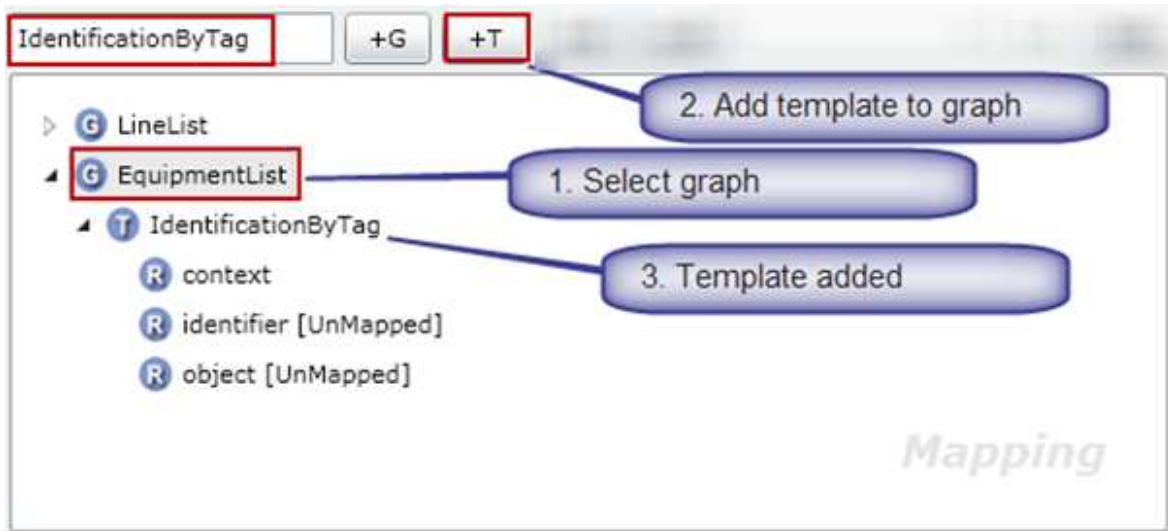 IdentificationByTag +G +T
2. Add template to graph
G LineList
G EquipmentList
1. Select graph
T IdentificationByTag
R context
3. Template added
R identifier [UnMapped]
R object [UnMapped]
Mapping